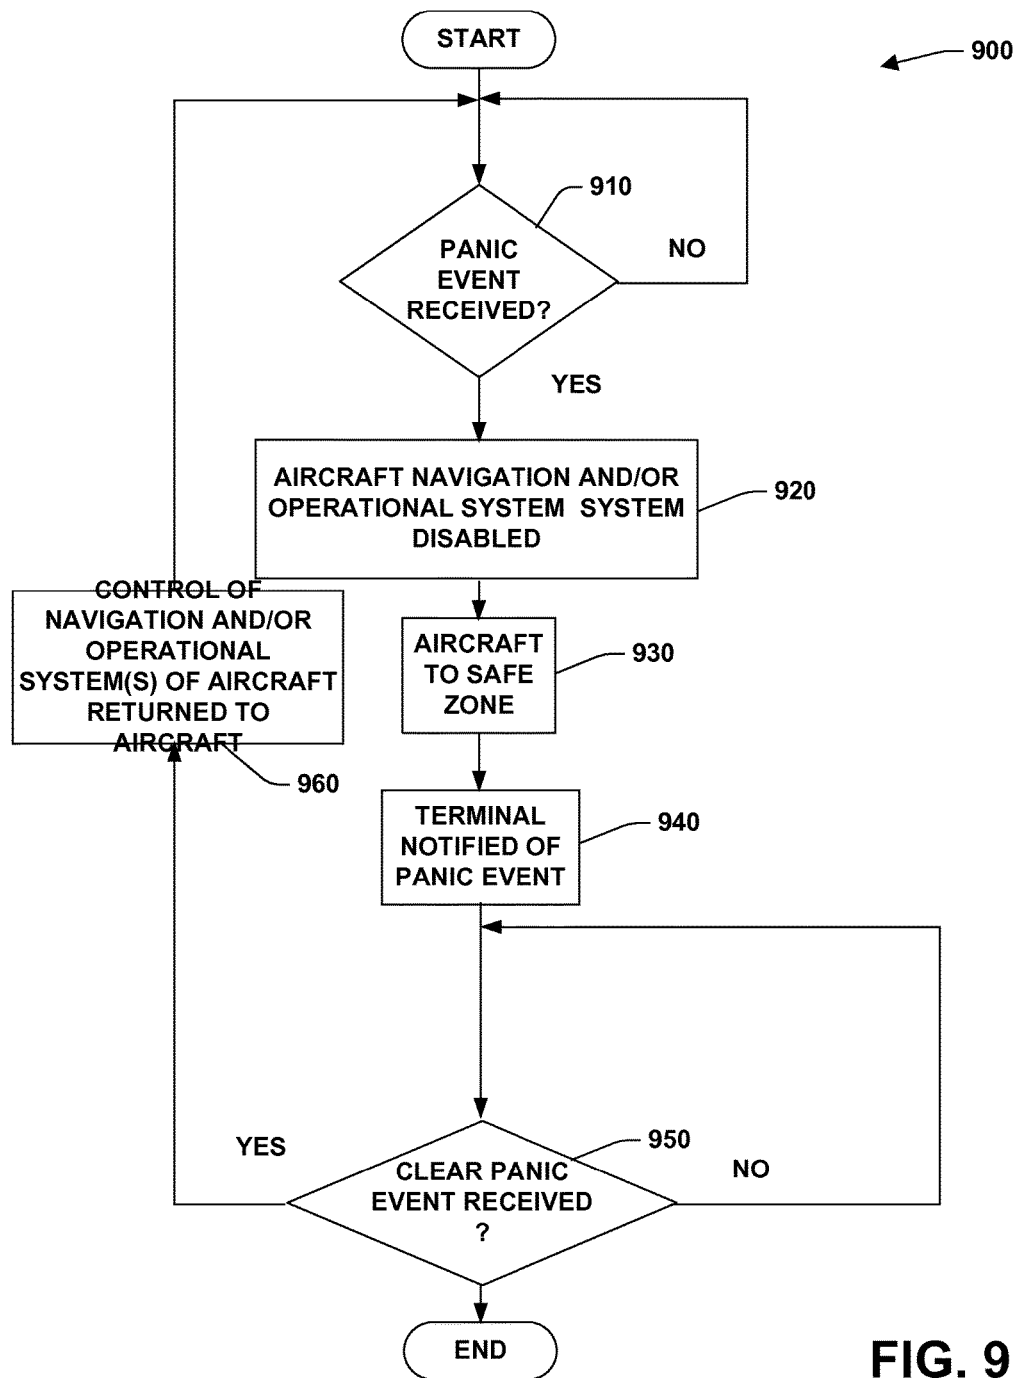 START
900
910
PANIC
EVENT
RECEIVED?
NO
YES
AIRCRAFT NAVIGATION AND/OR
OPERATIONAL SYSTEM SYSTEM
DISABLED
920
CONTROL OF
NAVIGATION AND/OR
OPERATIONAL
SYSTEM(S) OF AIRCRAFT
RETURNED TO
AIRCRAFT
960
AIRCRAFT
TO SAFE
ZONE
930
TERMINAL
NOTIFIED OF
PANIC EVENT
940
YES
950
CLEAR PANIC
EVENT RECEIVED
?
NO
END
FIG. 9